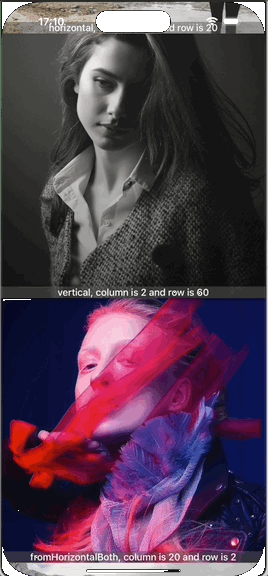 17:10
horizontal, nd row is 20
vertical, column is 2 and row is 60
fromHorizontalBoth, column is 20 and row is 2